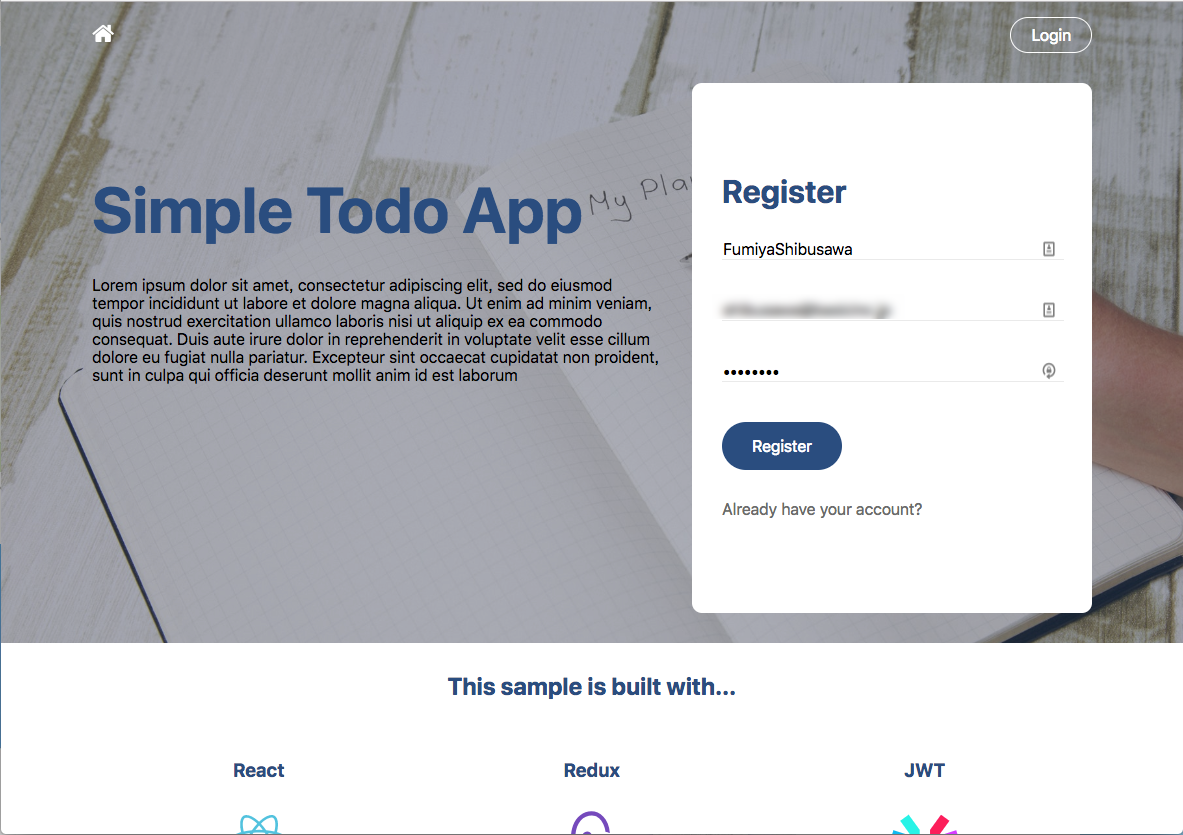 Login
Simple Todo App
My Plan
Lorem ipsum dolor sit amet, consectetur adipiscing elit, sed do eiusmod
tempor incididunt ut labore et dolore magna aliqua. Ut enim ad minim veniam,
quis nostrud exercitation ullamco laboris nisi ut aliquip ex ea commodo
consequat. Duis aute irure dolor in reprehenderit in voluptate velit esse cillum
dolore eu fugiat nulla pariatur. Excepteur sint occaecat cupidatat non proident,
sunt in culpa qui officia deserunt mollit anim id est laborum
Register
FumiyaShibusawa
••••••••
Register
Already have your account?
This sample is built with...
React
Redux
JWT